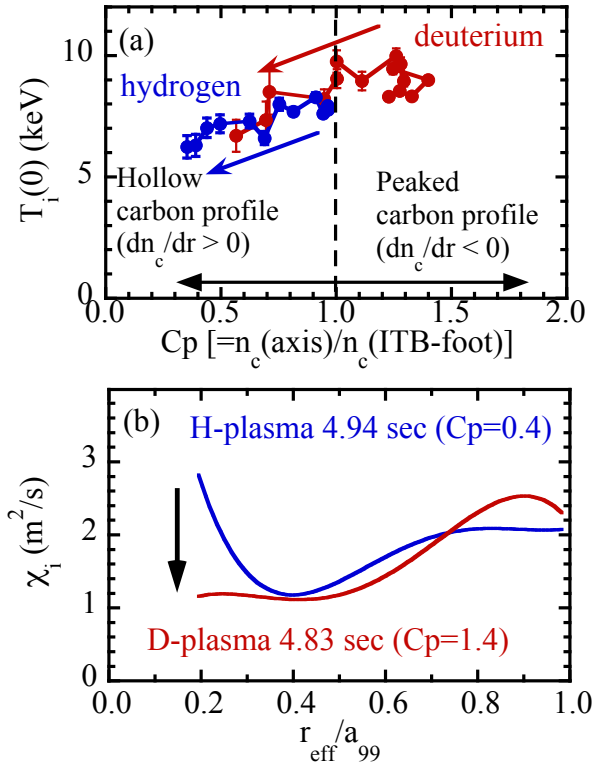 (a)
deuterium
hydrogen
Hollow
carbon profile
(dn_c/dr > 0)
Peaked
carbon profile
(dn_c/dr < 0)
T_i(0) (keV)
10
5
0
0.0 0.5 1.0 1.5 2.0
Cp [=n_c(axis)/n_c(ITB-foot)]
(b)
H-plasma 4.94 sec (Cp=0.4)
D-plasma 4.83 sec (Cp=1.4)
χ_i (m^2/s)
3
2
1
0
0.0 0.2 0.4 0.6 0.8 1.0
r_eff/a_99